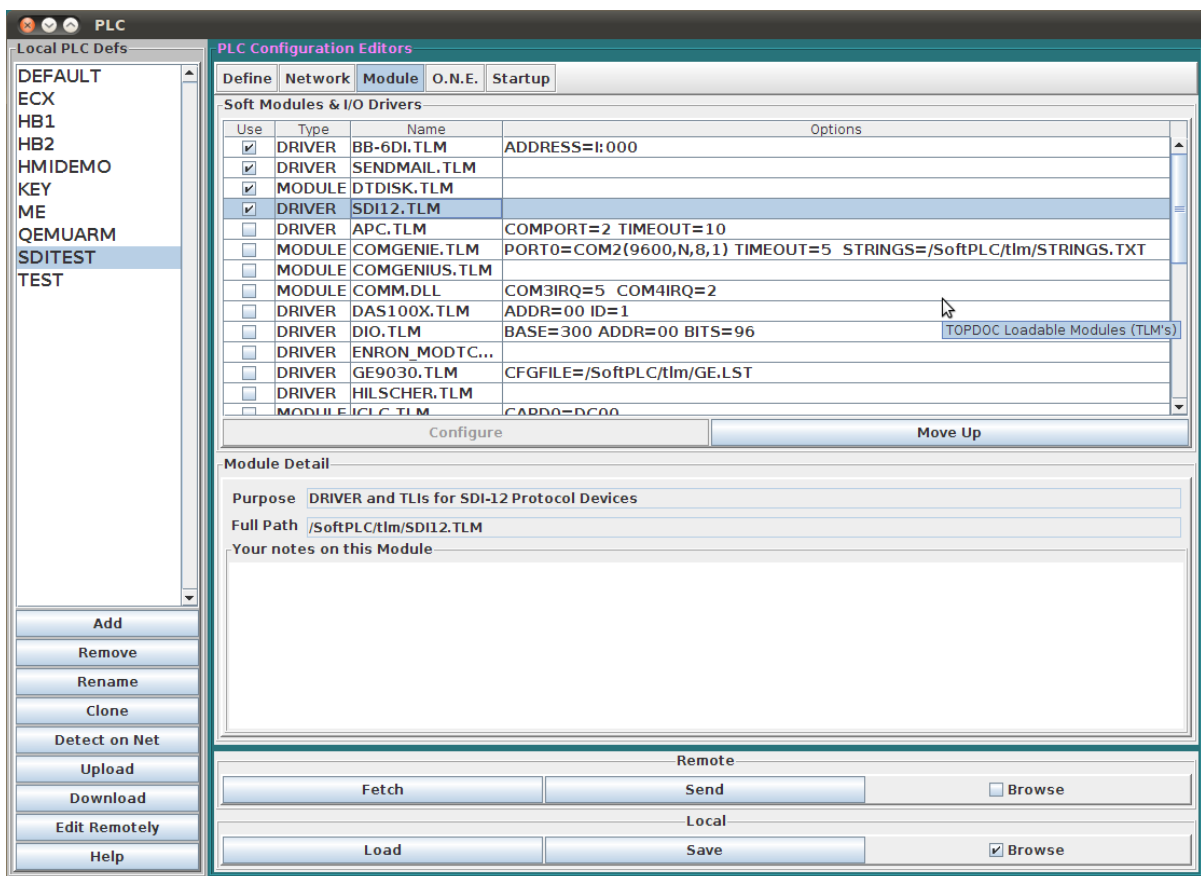 PLC
Local PLC Defs
DEFAULT
ECX
HB1
HB2
HMIDEMO
KEY
ME
QEMUARM
SDITEST
TEST
Add
Remove
Rename
Clone
Detect on Net
Upload
Download
Edit Remotely
Help
PLC Configuration Editors
Define Network Module O.N.E. Startup
Soft Modules & I/O Drivers
Use Type Name Options
DRIVER BB-6DI.TLM ADDRESS=I:000
DRIVER SENDMAIL.TLM
MODULE DTDISK.TLM
DRIVER SDI12.TLM
DRIVER APC.TLM COMPORT=2 TIMEOUT=10
MODULE COMGENIE.TLM PORT0=COM2(9600,N,8,1) TIMEOUT=5 STRINGS=/SoftPLC/tlm/STRINGS.TXT
MODULE COMGENIUS.TLM
MODULE COMM.DLL COM3IRQ=5 COM4IRQ=2
DRIVER DAS100X.TLM ADDR=00 ID=1
DRIVER DIO.TLM BASE=300 ADDR=00 BITS=96
TOPDOC Loadable Modules (TLM's)
DRIVER ENRON_MODTC...
DRIVER GE9030.TLM CFGFILE=/SoftPLC/tlm/GE.LST
DRIVER HILSCHER.TLM
MODULE ICLC.TLM CARD0=DC00
Configure Move Up
Module Detail
Purpose DRIVER and TLIs for SDI-12 Protocol Devices
Full Path /SoftPLC/tlm/SDI12.TLM
Your notes on this Module
Remote
Fetch Send Browse
Local
Load Save Browse